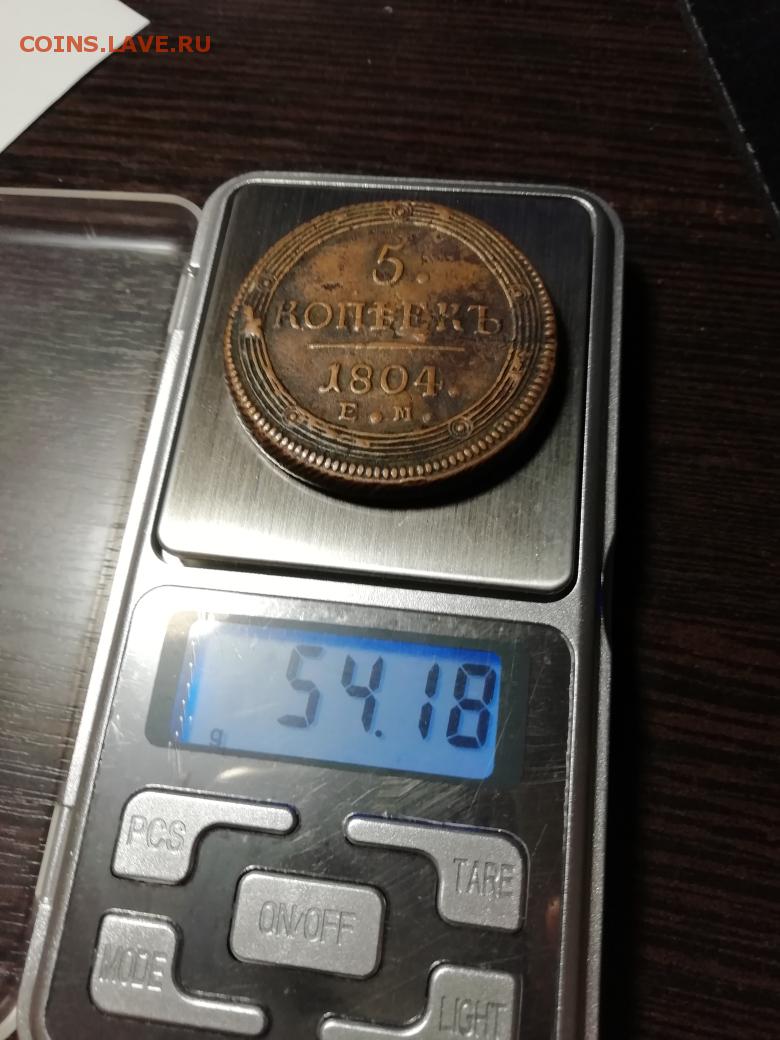 COINS.LAVE.RU
5.
КОПѢЕКЪ
1804.
Е.М.
54.18
g
PCS
TARE
ON/OFF
MODE
LIGHT